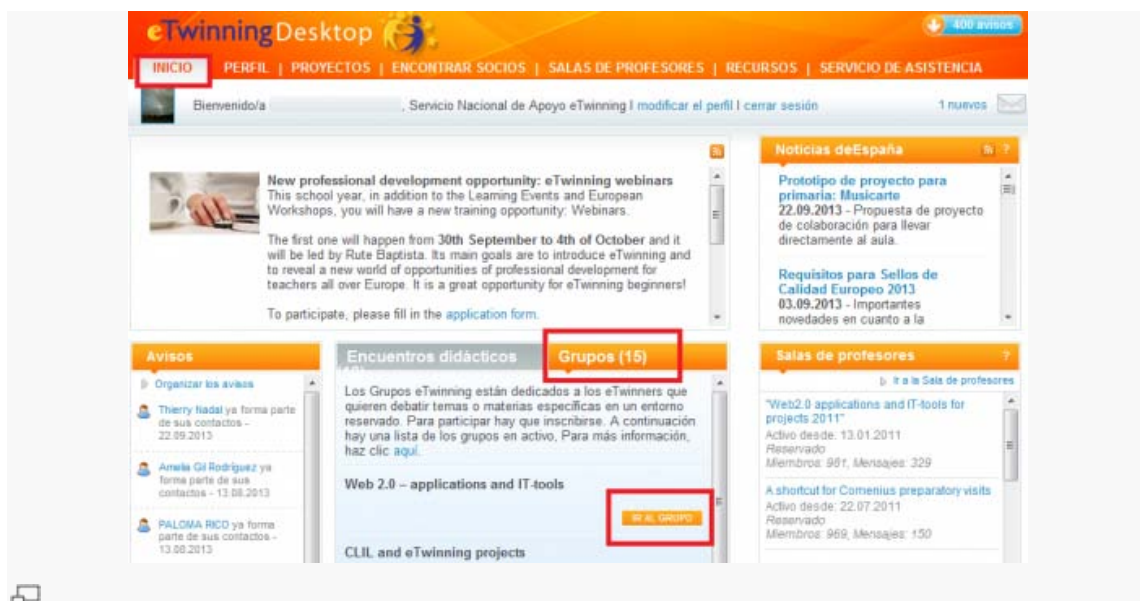 eTwinning Desktop
400 avisos
INICIO PERFIL | PROYECTOS | ENCONTRAR SOCIOS | SALAS DE PROFESORES | RECURSOS | SERVICIO DE ASISTENCIA
Bienvenido/a , Servicio Nacional de Apoyo eTwinning I modificar el perfil I cerrar sesión
1 nuevos
New professional development opportunity: eTwinning webinars
This school year, in addition to the Learning Events and European
Workshops, you will have a new training opportunity: Webinars.
The first one will happen from 30th September to 4th of October and it
will be led by Rute Baptista. Its main goals are to introduce eTwinning and
to reveal a new world of opportunities of professional development for
teachers all over Europe. It is a great opportunity for eTwinning beginners!
To participate, please fill in the application form.
Noticias deEspaña ?
Prototipo de proyecto para
primaria: Musicarte
22.09.2013 - Propuesta de proyecto
de colaboración para llevar
directamente al aula.
Requisitos para Sellos de
Calidad Europeo 2013
03.09.2013 - Importantes
novedades en cuanto a la
Avisos
Organizar los avisos
Thierry Nadal ya forma parte
de sus contactos -
22.09.2013
Amelia Gil Rodríguez ya
forma parte de sus
contactos - 13.08.2013
PALOMA RICO ya forma
parte de sus contactos -
13.08.2013
Encuentros didácticos
Grupos (15)
Los Grupos eTwinning están dedicados a los eTwinners que
quieren debatir temas o materias específicas en un entorno
reservado. Para participar hay que inscribirse. A continuación
hay una lista de los grupos en activo, Para más información,
haz clic aquí.
Web 2.0 – applications and IT-tools
IR AL GRUPO
CLIL and eTwinning projects
Salas de profesores ?
Ir a la Sala de profesores
"Web2.0 applications and IT-tools for
projects 2011"
Activo desde: 13.01.2011
Reservado
Miembros: 961, Mensajes: 329
A shortcut for Comenius preparatory visits
Activo desde: 22.07.2011
Reservado
Miembros: 969, Mensajes: 150